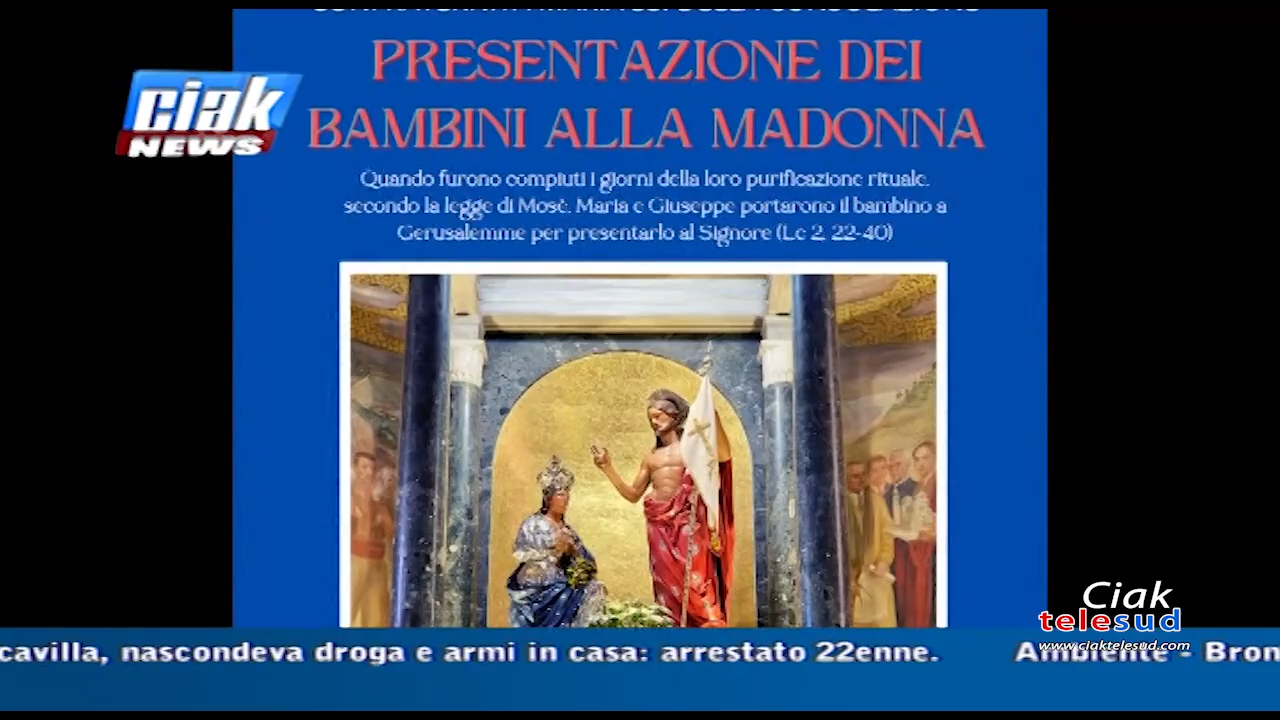 PRESENTAZIONE DEI
BAMBINI ALLA MADONNA
Quando furono compiuti i giorni della loro purificazione rituale,
secondo la legge di Mosè, Maria e Giuseppe portarono il bambino a
Gerusalemme per presentarlo al Signore (Lc 2, 22-40)
ciak
NEWS
Ciak
telesud
www.ciaktelesud.com
cavilla, nascondeva droga e armi in casa: arrestato 22enne. Ambiente - Bron